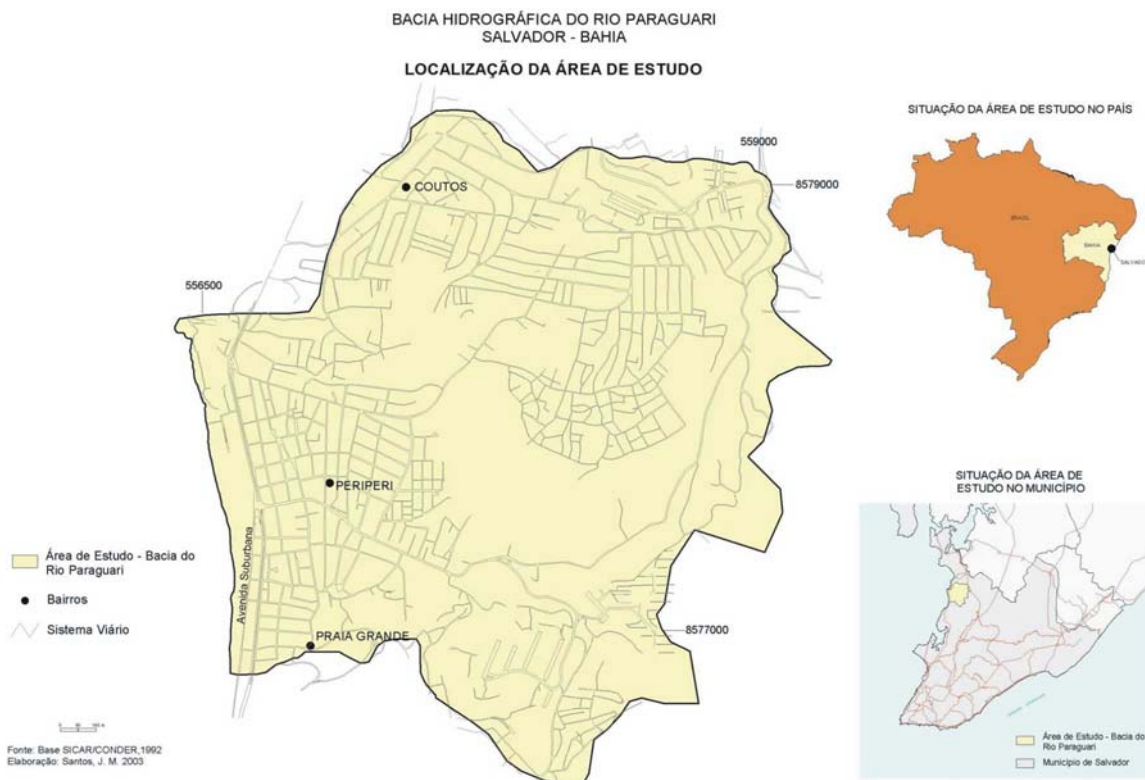 BACIA HIDROGRÁFICA DO RIO PARAGUARI
SALVADOR - BAHIA
LOCALIZAÇÃO DA ÁREA DE ESTUDO
559000
8579000
COUTOS
556500
PERIPERI
Avenida Suburbana
PRAIA GRANDE
8577000
Área de Estudo - Bacia do
Rio Paraguari
Bairros
Sistema Viário
Fonte: Base SICAR/CONDER,1992
Elaboração: Santos, J. M. 2003
SITUAÇÃO DA ÁREA DE ESTUDO NO PAÍS
BRASIL
BAHIA
SALVADO
SITUAÇÃO DA ÁREA DE
ESTUDO NO MUNICÍPIO
Área de Estudo - Bacia do
Rio Paraguari
Município de Salvador